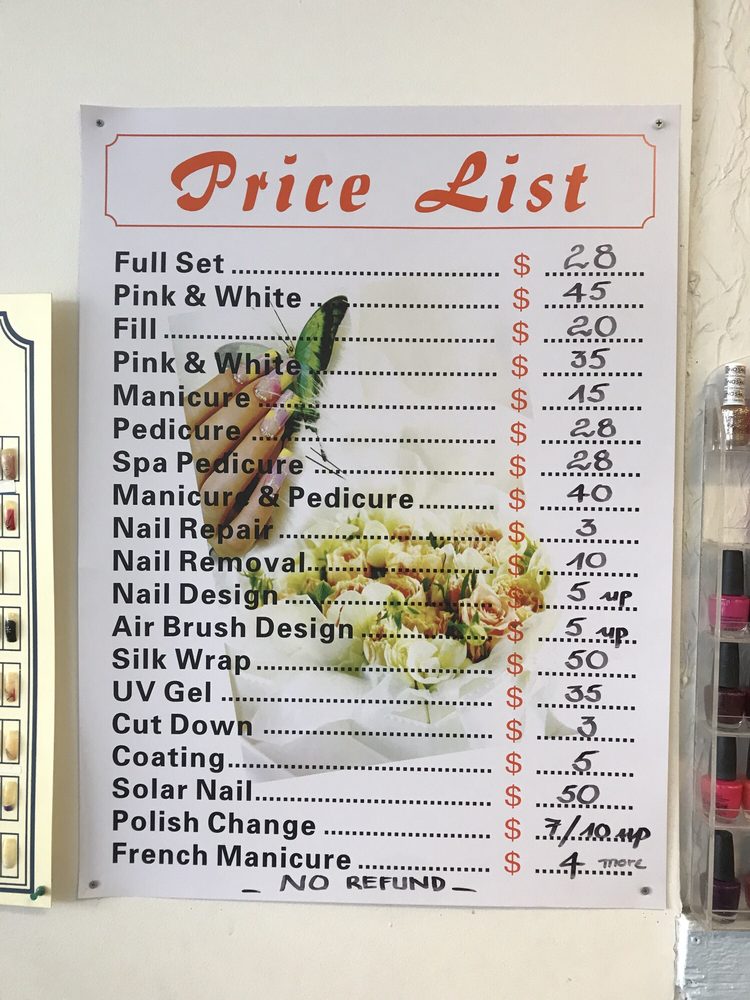 Price List
Full Set ........ $ 28
Pink & White ........ $ 45
Fill ........ $ 20
Pink & White ........ $ 35
Manicure ........ $ 15
Pedicure ........ $ 28
Spa Pedicure ........ $ 28
Manicure & Pedicure ........ $ 40
Nail Repair ........ $ 3
Nail Removal ........ $ 10
Nail Design ........ $ 5 up
Air Brush Design ........ $ 5 up
Silk Wrap ........ $ 50
UV Gel ........ $ 35
Cut Down ........ $ 3
Coating ........ $ 5
Solar Nail ........ $ 50
Polish Change ........ $ 7/10 up
French Manicure ........ $ 4 more
_ NO REFUND _